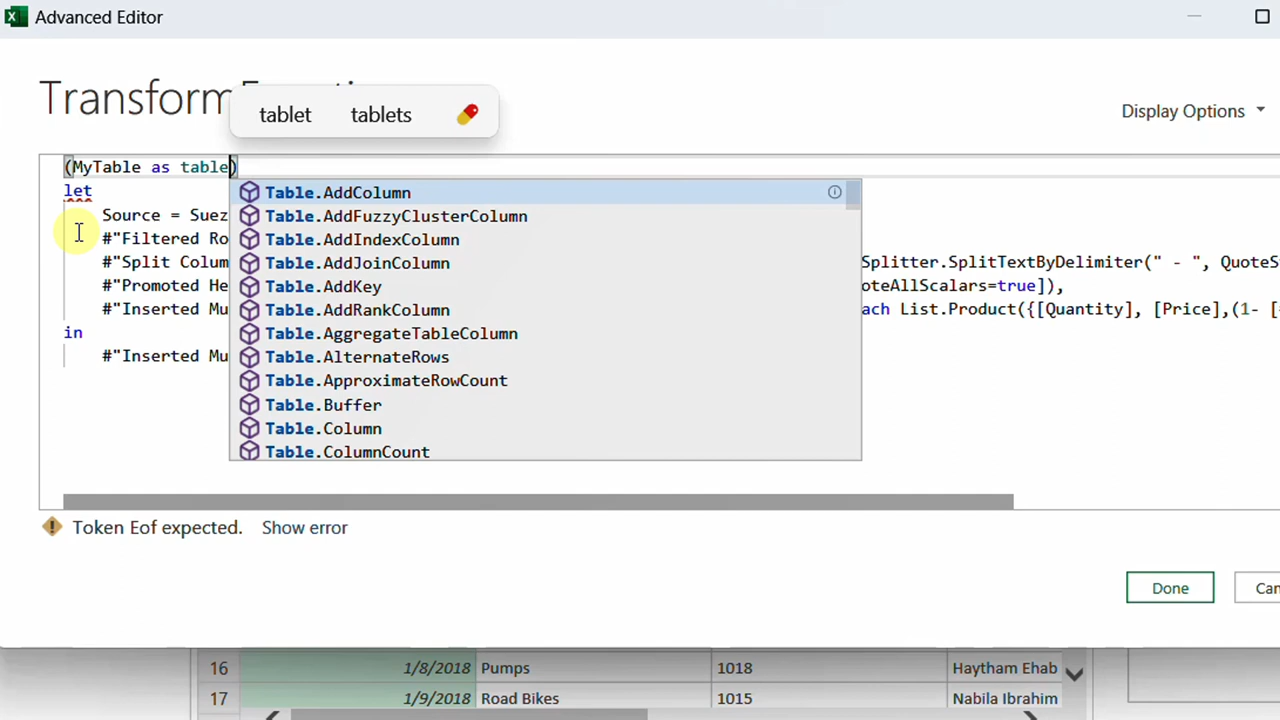 Advanced Editor
Transform
tablet tablets
Display Options
(MyTable as table)
let
Source = Suez
#"Filtered Ro
#"Split Colum Splitter.SplitTextByDelimiter(" - ", QuoteS
#"Promoted He oteAllScalars=true]),
#"Inserted Mu ach List.Product({[Quantity], [Price],(1- [
in
#"Inserted Mu
Table.AddColumn
Table.AddFuzzyClusterColumn
Table.AddIndexColumn
Table.AddJoinColumn
Table.AddKey
Table.AddRankColumn
Table.AggregateTableColumn
Table.AlternateRows
Table.ApproximateRowCount
Table.Buffer
Table.Column
Table.ColumnCount
Token Eof expected. Show error
Done Can
16 1/8/2018 Pumps 1018 Haytham Ehab
17 1/9/2018 Road Bikes 1015 Nabila Ibrahim